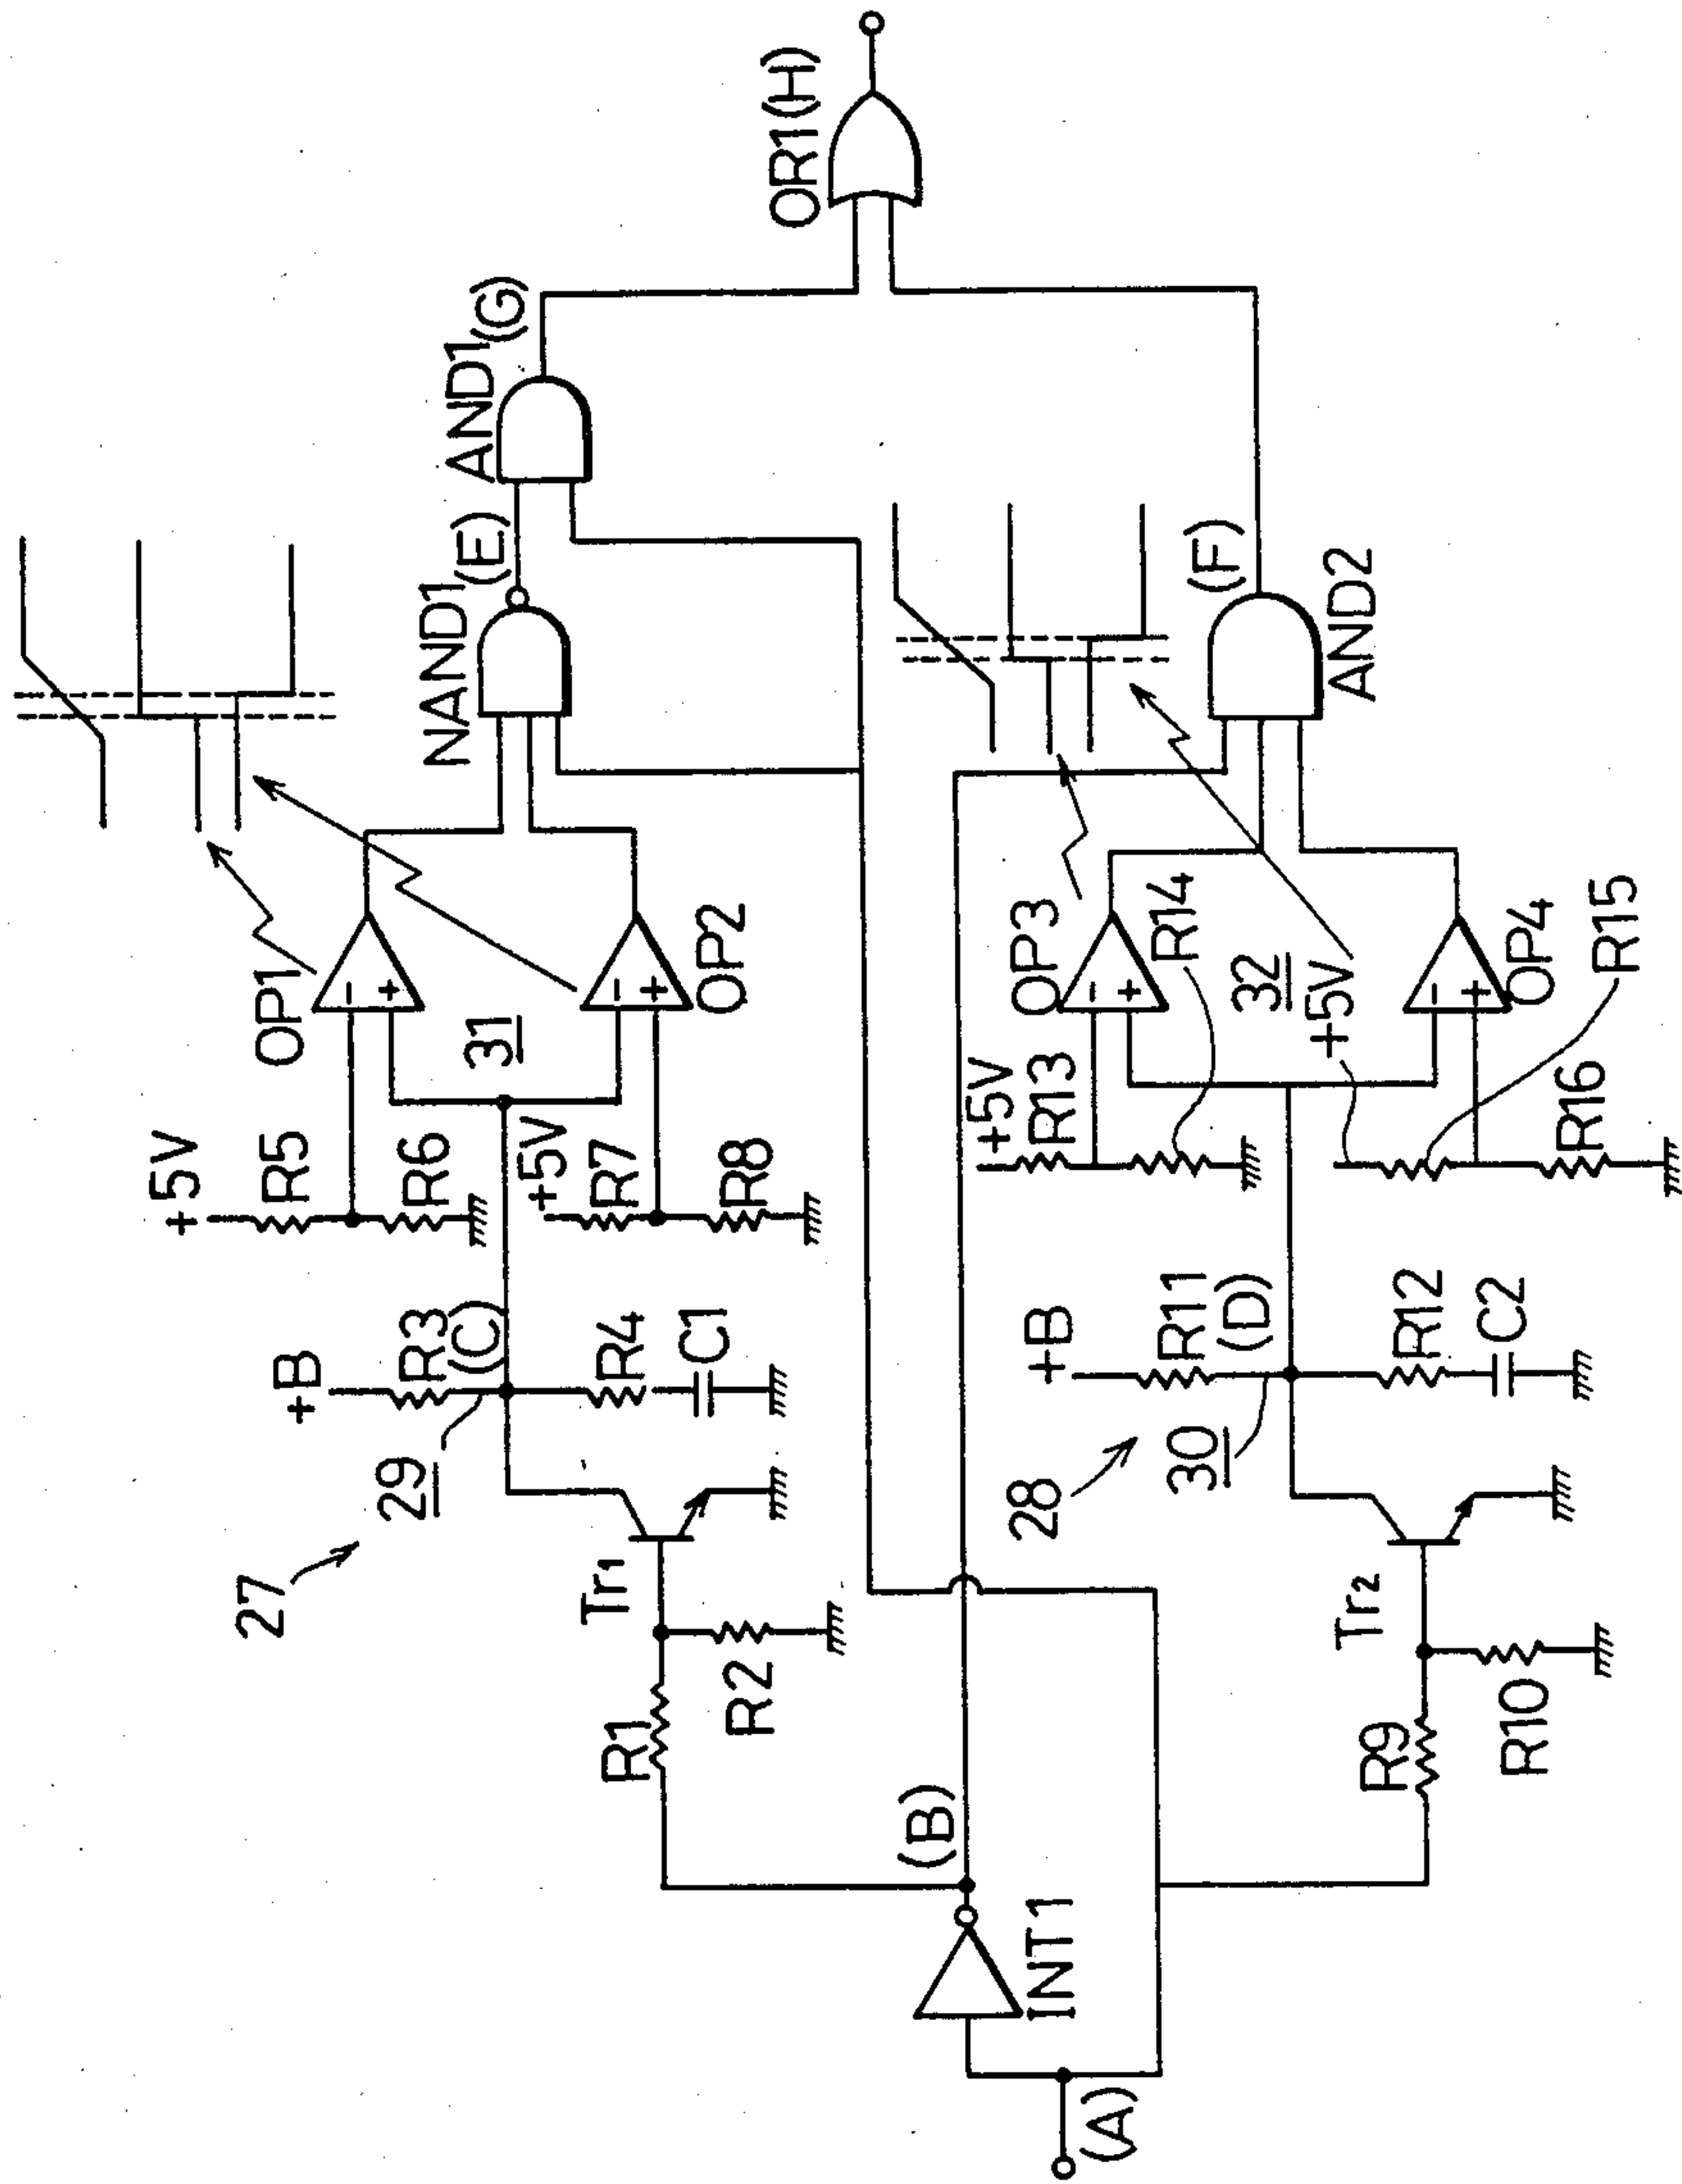 27
+B
R3
(C)
29
R4
C1
Tr1
R1
R2
+5V
R5
R6
+5V
R7
R8
OP1
-
+
31
-
+
OP2
NAND1
(E)
AND1
(G)
OR1(H)
(A)
INT1
(B)
28
+B
R11
(D)
30
R12
C2
Tr2
R9
R10
+5V
R13
R14
OP3
-
+
32
+5V
-
+
OP4
R15
R16
(F)
AND2